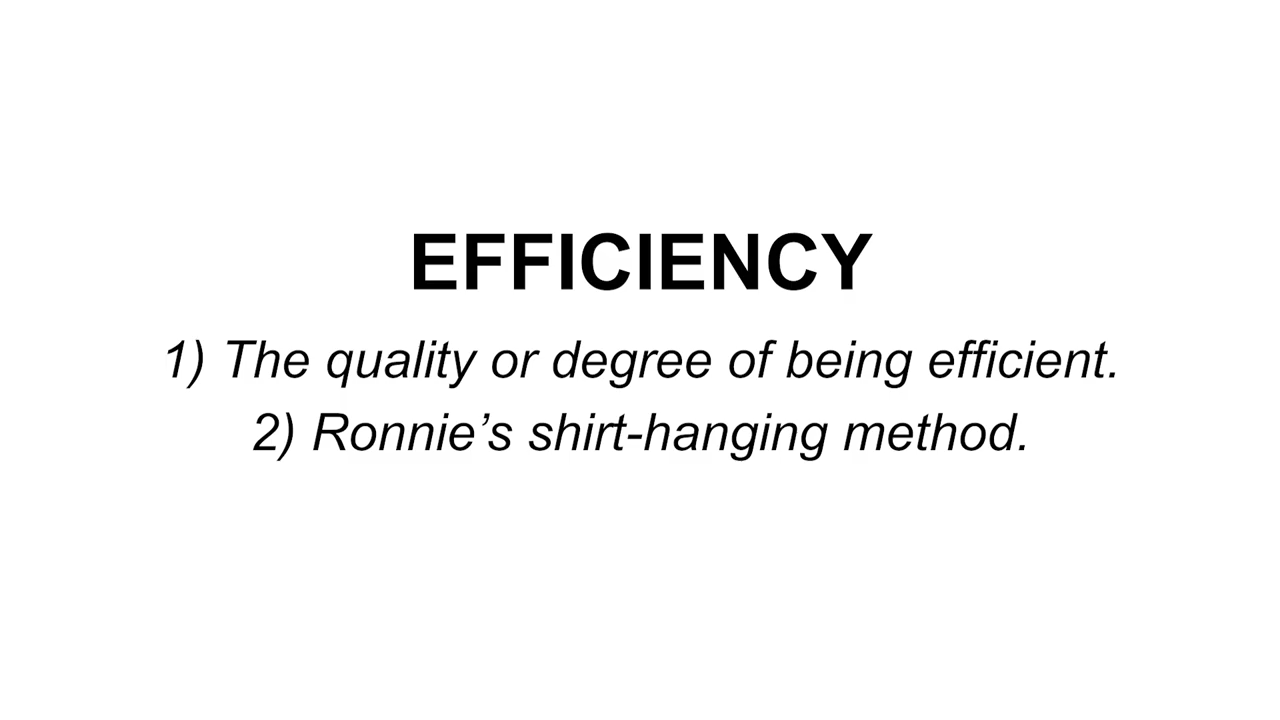 EFFICIENCY
1) The quality or degree of being efficient.
2) Ronnie’s shirt-hanging method.